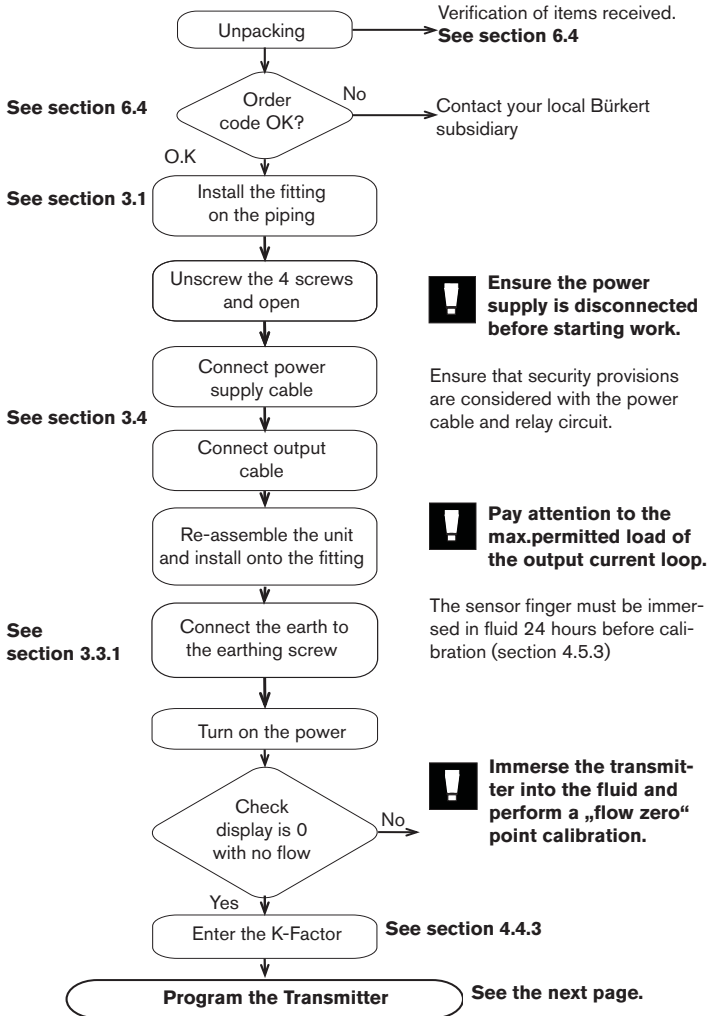 Unpacking
Verification of items received.
See section 6.4
See section 6.4
Order
code OK?
No
Contact your local Bürkert
subsidiary
O.K
See section 3.1
Install the fitting
on the piping
Unscrew the 4 screws
and open
Ensure the power
supply is disconnected
before starting work.
Connect power
supply cable
Ensure that security provisions
are considered with the power
cable and relay circuit.
See section 3.4
Connect output
cable
Re-assemble the unit
and install onto the fitting
Pay attention to the
max.permitted load of
the output current loop.
See
section 3.3.1
Connect the earth to
the earthing screw
The sensor finger must be immer-
sed in fluid 24 hours before cali-
bration (section 4.5.3)
Turn on the power
Check
display is 0
with no flow
No
Immerse the transmit-
ter into the fluid and
perform a „flow zero“
point calibration.
Yes
Enter the K-Factor
See section 4.4.3
Program the Transmitter
See the next page.